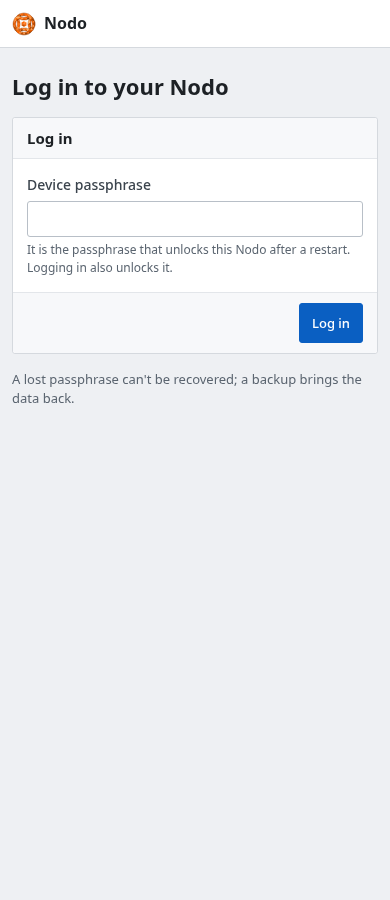 Nodo
Log in to your Nodo
Log in
Device passphrase
It is the passphrase that unlocks this Nodo after a restart.
Logging in also unlocks it.
Log in
A lost passphrase can't be recovered; a backup brings the
data back.